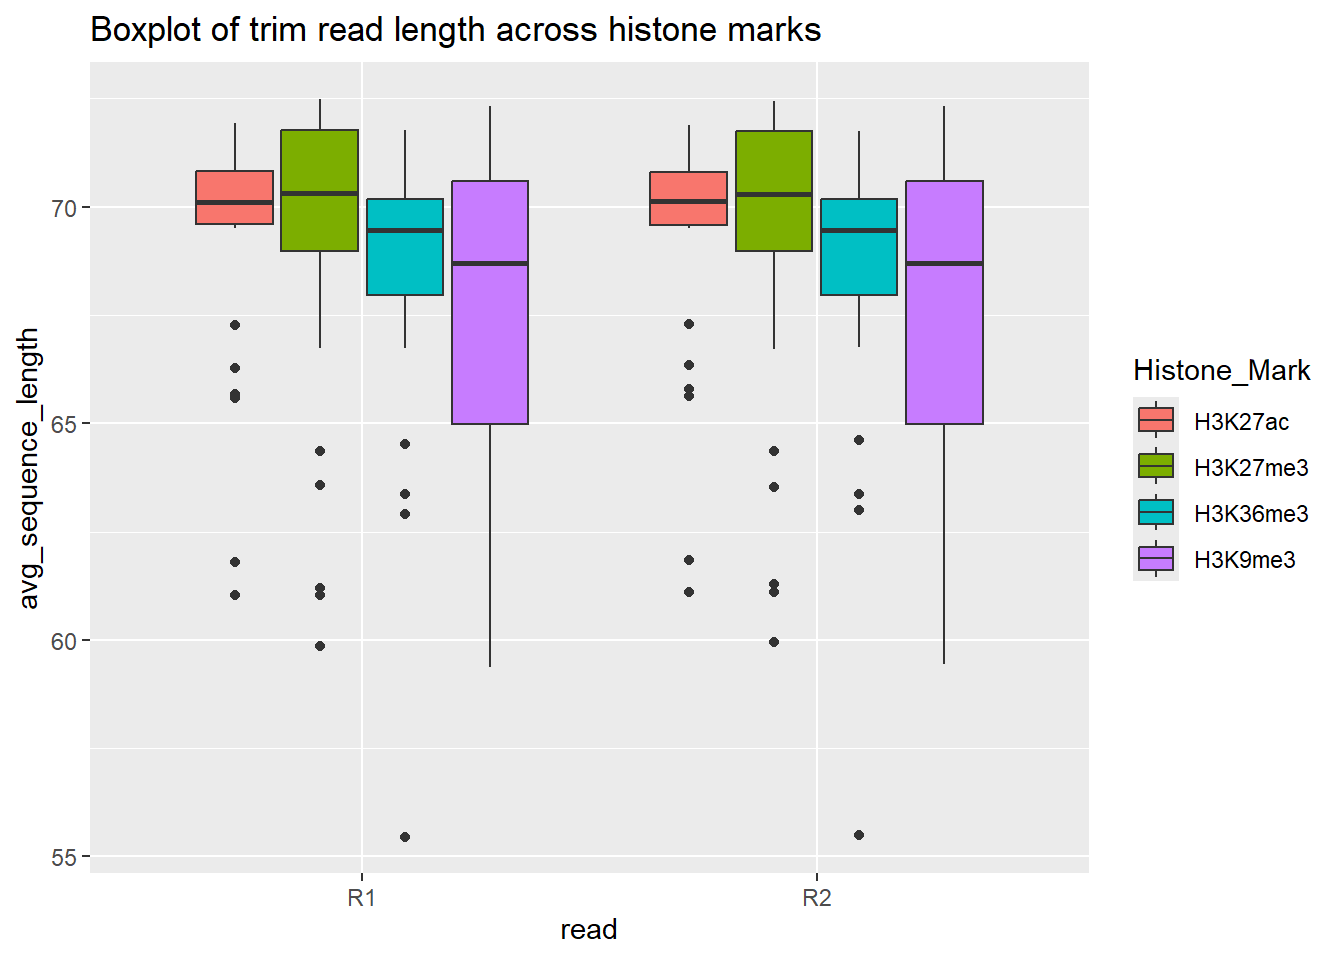 Boxplot of trim read length across histone marks
avg_sequence_length
70
65
60
55
R1
R2
read
Histone_Mark
H3K27ac
H3K27me3
H3K36me3
H3K9me3